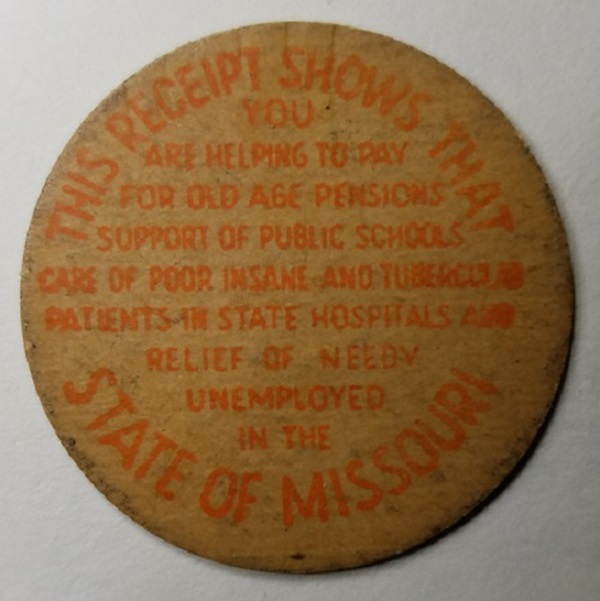 THIS RECEIPT SHOWS THAT
YOU
ARE HELPING TO PAY
FOR OLD AGE PENSIONS
SUPPORT OF PUBLIC SCHOOLS
CARE OF POOR INSANE AND TUBERCULAR
PATIENTS IN STATE HOSPITALS AND
RELIEF OF NEEDY
UNEMPLOYED
IN THE
STATE OF MISSOURI